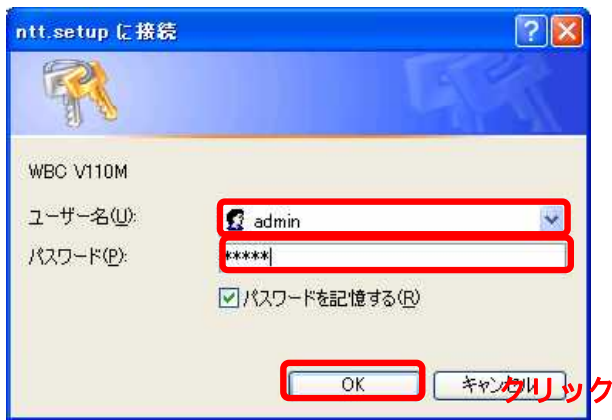 ntt.setup に接続
WBC V110M
ユーザー名(U):
admin
パスワード(P):
*****
パスワードを記憶する(R)
OK
キャンセル
クリック